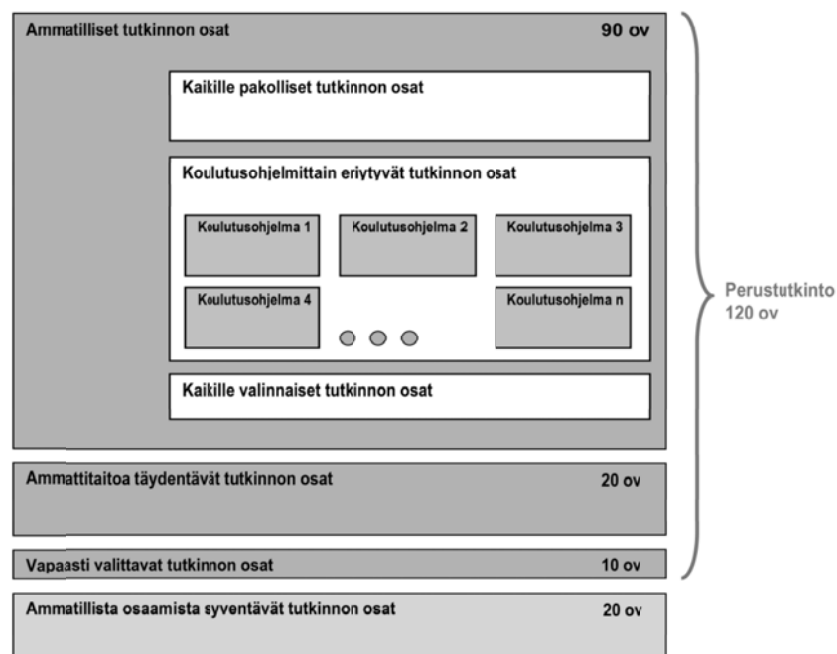 Ammatilliset tutkinnon osat 90 ov
Kaikille pakolliset tutkinnon osat
Koulutusohjelmittain eriytyvät tutkinnon osat
Koulutusohjelma 1 Koulutusohjelma 2 Koulutusohjelma 3
Koulutusohjelma 4 Koulutusohjelma n
Kaikille valinnaiset tutkinnon osat
Perustutkinto
120 ov
Ammattitaitoa täydentävät tutkinnon osat 20 ov
Vapaasti valittavat tutkinnon osat 10 ov
Ammatillista osaamista syventävät tutkinnon osat 20 ov